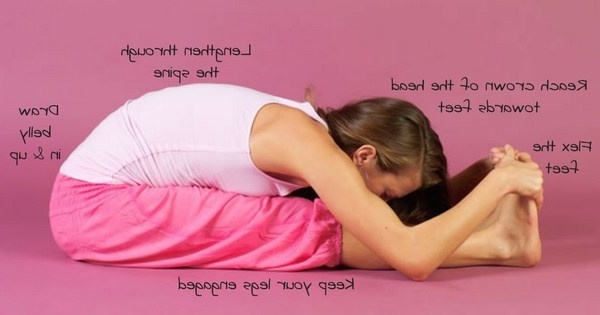 Lengthen through
the spine
Reach crown of the head
towards feet
Draw
belly
in & up
Flex the
feet
Keep your legs engaged